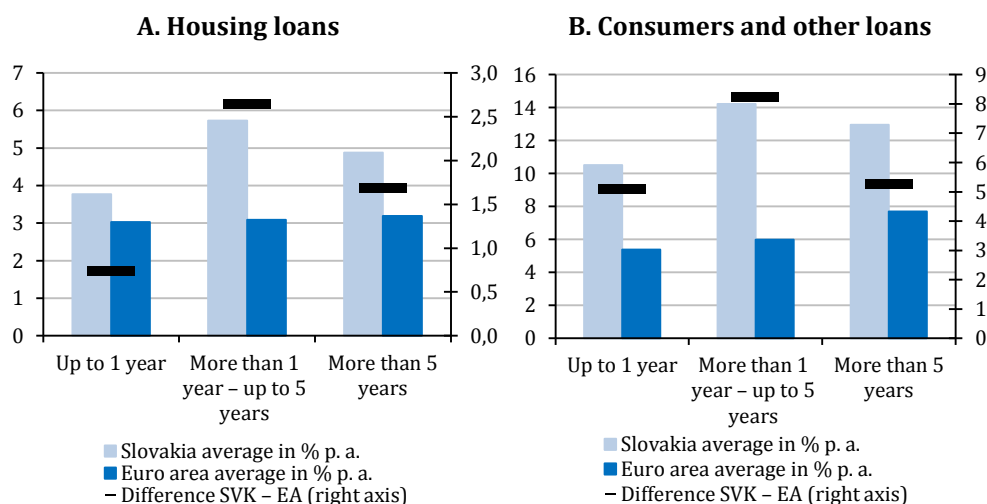 A. Housing loans
7
6
5
4
3
2
1
0
3,0
2,5
2,0
1,5
1,0
0,5
0,0
Up to 1 year
More than 1
year – up to 5
years
More than 5
years
Slovakia average in % p. a.
Euro area average in % p. a.
Difference SVK – EA (right axis)
B. Consumers and other loans
16
14
12
10
8
6
4
2
0
9
8
7
6
5
4
3
2
1
0
Up to 1 year
More than 1
year – up to 5
years
More than 5
years
Slovakia average in % p. a.
Euro area average in % p. a.
Difference SVK – EA (right axis)